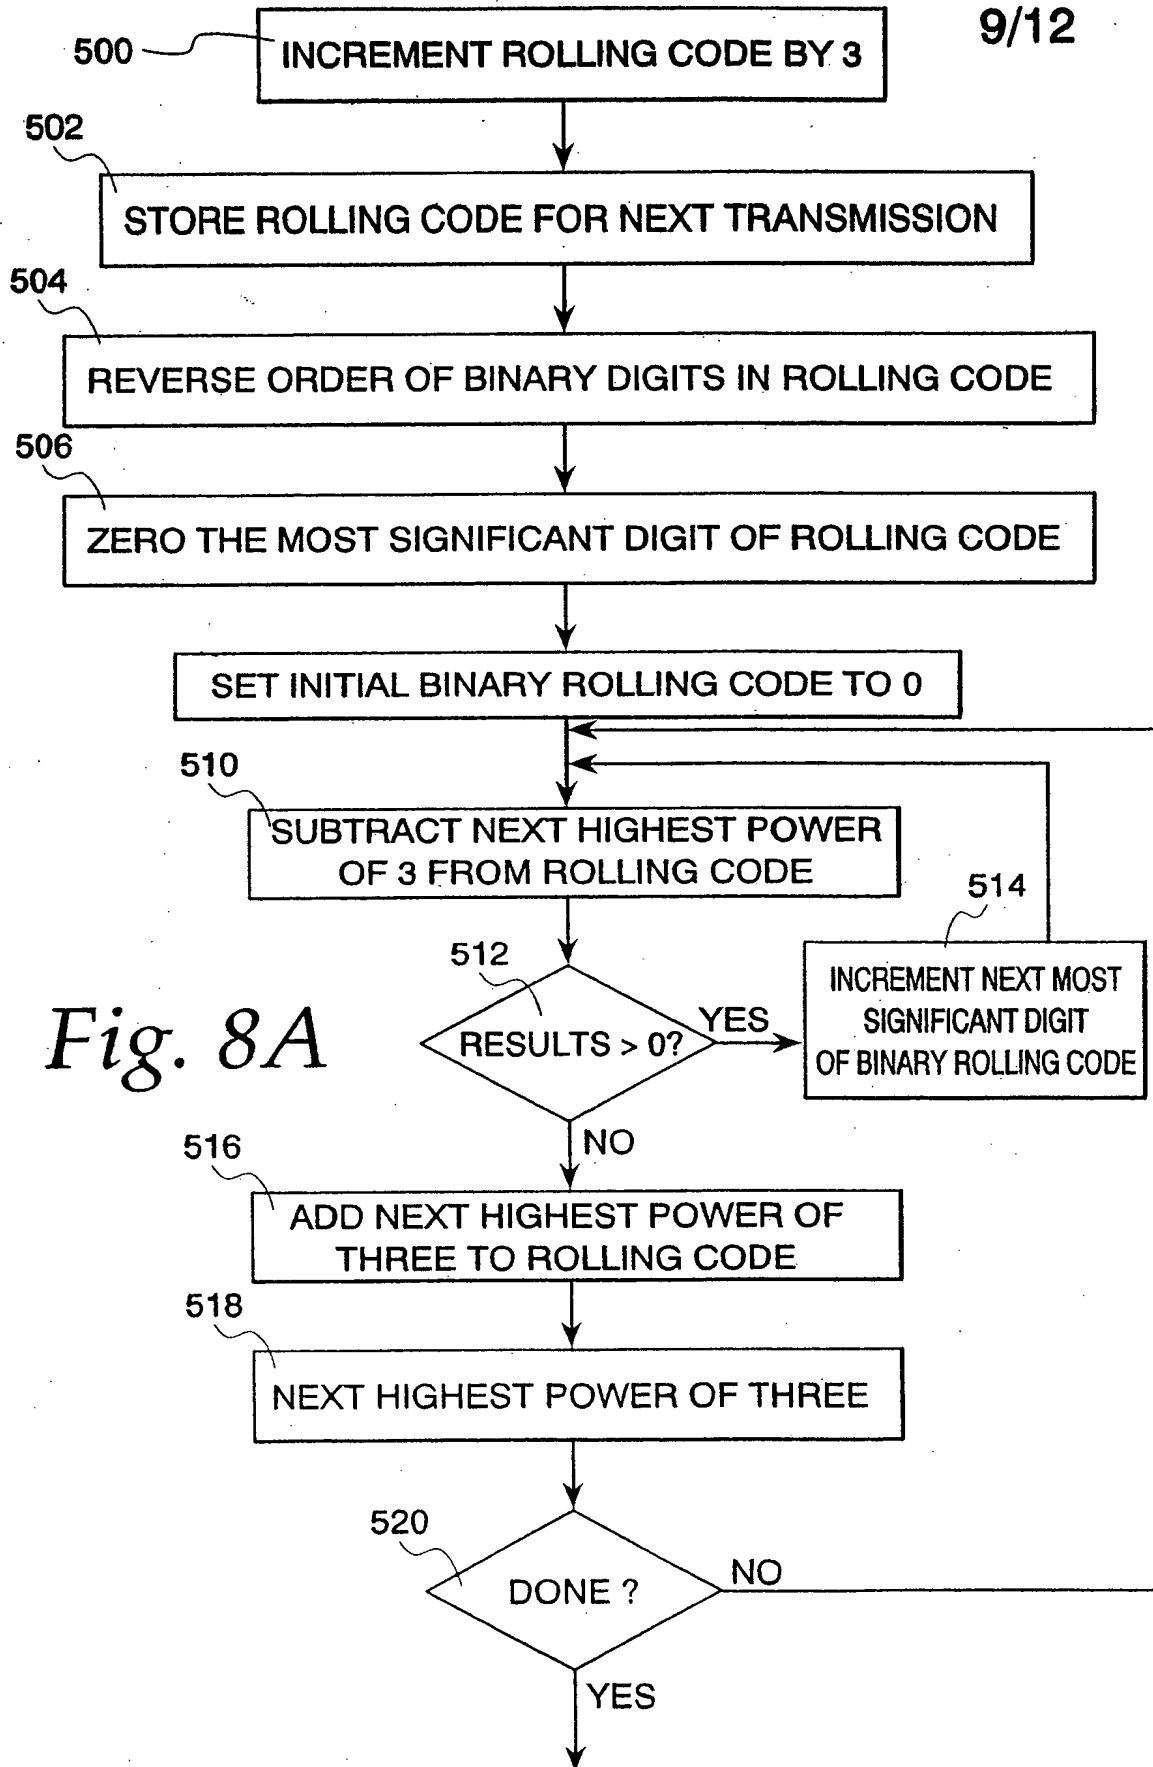 9/12
500
INCREMENT ROLLING CODE BY 3
502
STORE ROLLING CODE FOR NEXT TRANSMISSION
504
REVERSE ORDER OF BINARY DIGITS IN ROLLING CODE
506
ZERO THE MOST SIGNIFICANT DIGIT OF ROLLING CODE
SET INITIAL BINARY ROLLING CODE TO 0
510
SUBTRACT NEXT HIGHEST POWER
OF 3 FROM ROLLING CODE
514
512
RESULTS > 0?
YES
INCREMENT NEXT MOST
SIGNIFICANT DIGIT
OF BINARY ROLLING CODE
Fig. 8A
NO
516
ADD NEXT HIGHEST POWER OF
THREE TO ROLLING CODE
518
NEXT HIGHEST POWER OF THREE
520
DONE ?
NO
YES